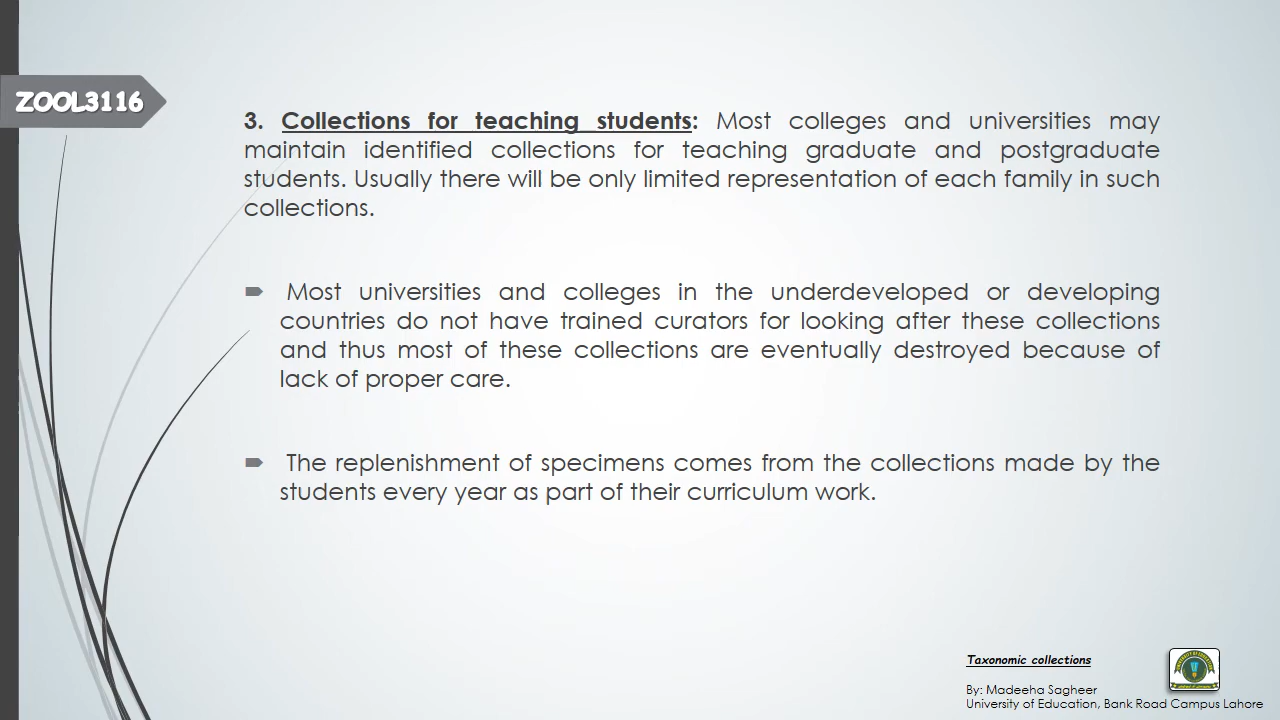 ZOOL3116
3. Collections for teaching students: Most colleges and universities may
maintain identified collections for teaching graduate and postgraduate
students. Usually there will be only limited representation of each family in such
collections.
Most universities and colleges in the underdeveloped or developing
countries do not have trained curators for looking after these collections
and thus most of these collections are eventually destroyed because of
lack of proper care.
The replenishment of specimens comes from the collections made by the
students every year as part of their curriculum work.
Taxonomic collections
By: Madeeha Sagheer
University of Education, Bank Road Campus Lahore